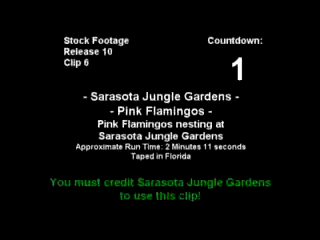 Stock Footage
Release 10
Clip 6
Countdown:
1
- Sarasota Jungle Gardens -
- Pink Flamingos -
Pink Flamingos nesting at
Sarasota Jungle Gardens
Approximate Run Time: 2 Minutes 11 seconds
Taped in Florida
You must credit Sarasota Jungle Gardens
to use this clip!